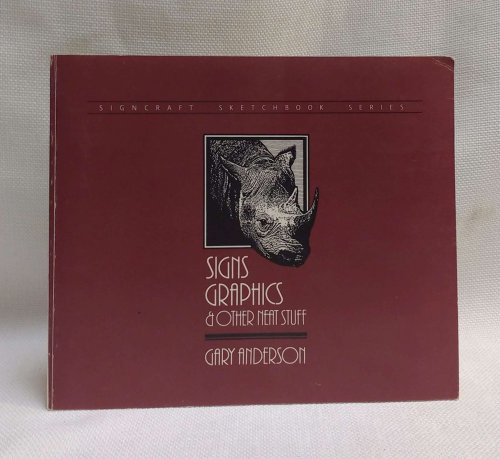 SIGNCRAFT SKETCHBOOK SERIES
SIGNS
GRAPHICS
& OTHER NEAT STUFF
GARY ANDERSON